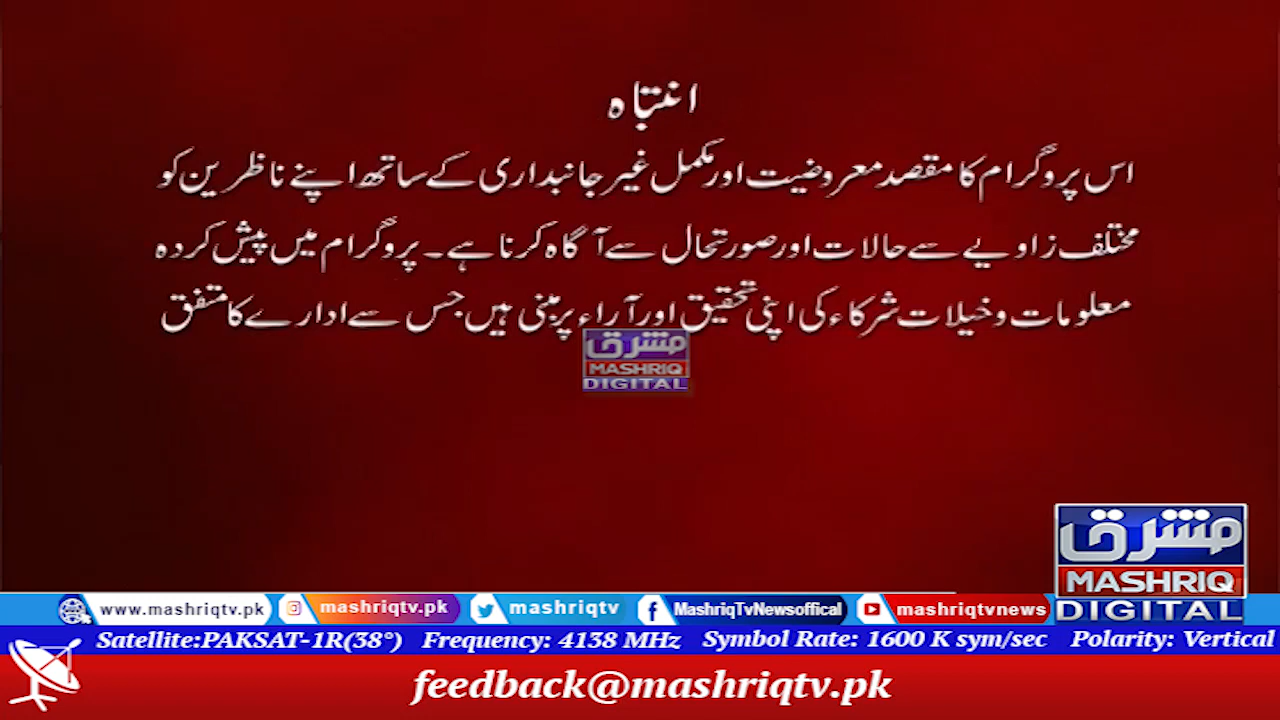 انتباہ
اس پروگرام کا مقصد معروضیت اور مکمل غیر جانبداری کے ساتھ اپنے ناظرین کو
مختلف زاویے سے حالات اور صورتحال سے آگاہ کرنا ہے۔ پروگرام میں پیش کردہ
معلومات و خیلات شرکاء کی اپنی تحقیق اور آراء پر مبنی ہیں جس سے ادارے کا متفق
مشرق
MASHRIQ
DIGITAL
مشرق
MASHRIQ
DIGITAL
www.mashriqtv.pk mashriqtv.pk mashriqtv MashriqTvNewsoffical mashriqtvnews
Satellite:PAKSAT-1R(38°) Frequency: 4138 MHz Symbol Rate: 1600 K sym/sec Polarity: Vertical
feedback@mashriqtv.pk